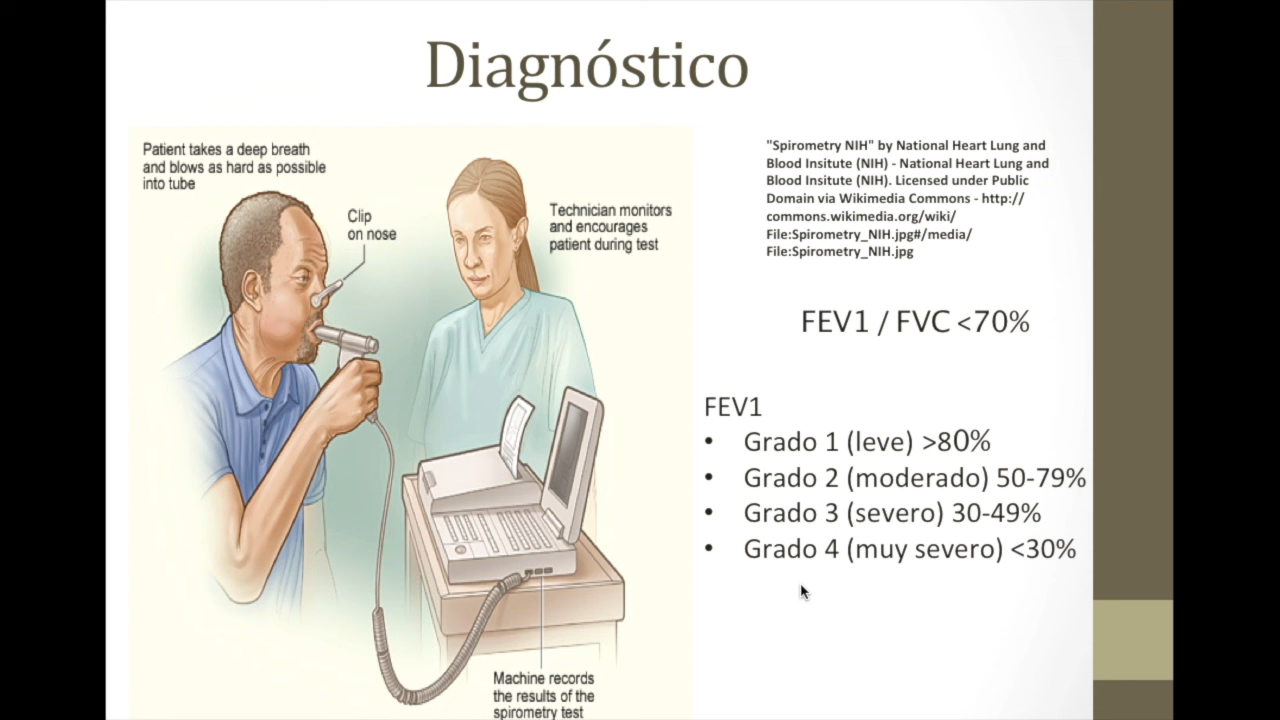 Diagnóstico
Patient takes a deep breath
and blows as hard as possible
into tube
Clip
on nose
Technician monitors
and encourages
patient during test
Machine records
the results of the
spirometry test
"Spirometry NIH" by National Heart Lung and
Blood Insitute (NIH) - National Heart Lung and
Blood Insitute (NIH). Licensed under Public
Domain via Wikimedia Commons - http://
commons.wikimedia.org/wiki/
File:Spirometry_NIH.jpg#/media/
File:Spirometry_NIH.jpg
FEV1 / FVC <70%
FEV1
• Grado 1 (leve) >80%
• Grado 2 (moderado) 50-79%
• Grado 3 (severo) 30-49%
• Grado 4 (muy severo) <30%